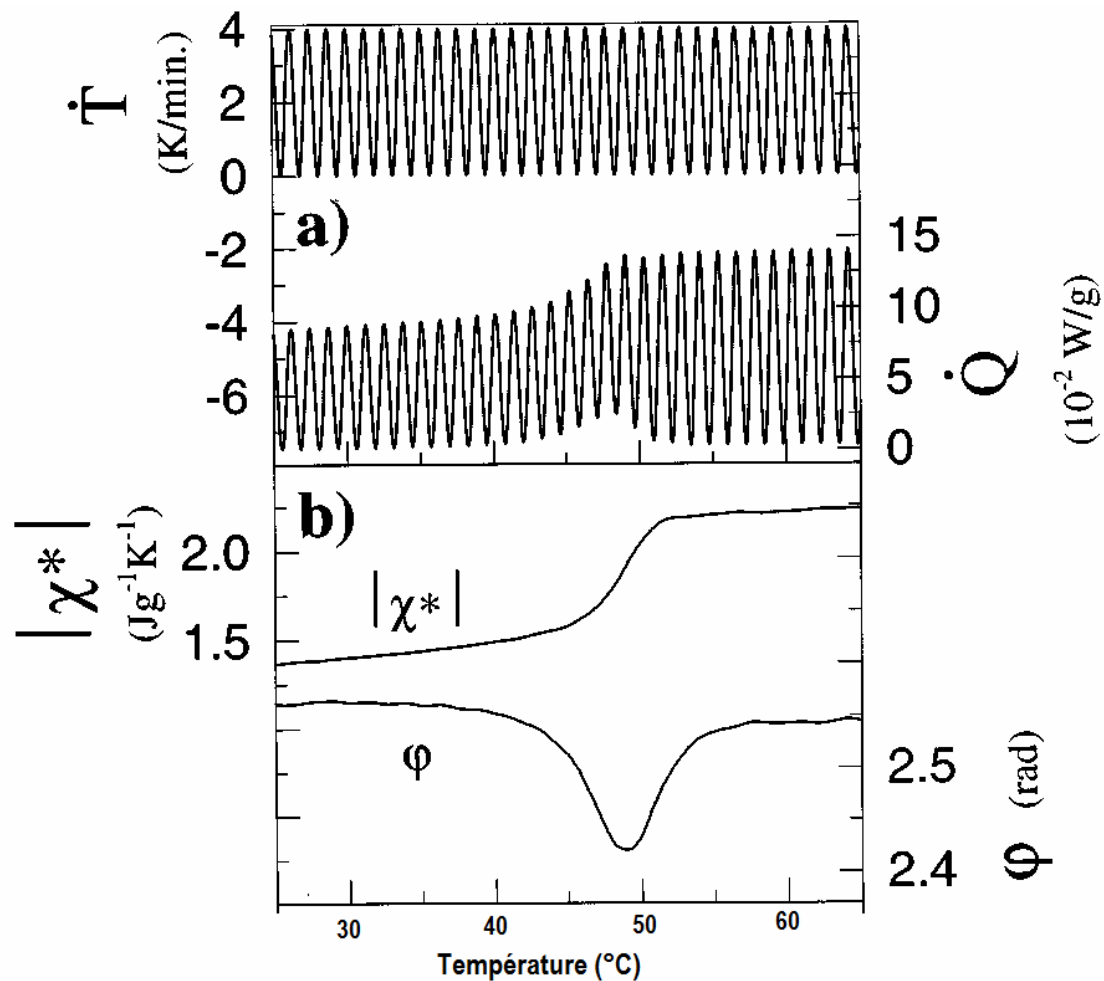 4
2
0
-2
-4
-6
Ṫ
(K/min.)
a)
15
10
5
0
Q̇
(10⁻² W/g)
b)
|χ*|
(Jg⁻¹K⁻¹)
2.0
1.5
|χ*|
φ
2.5
2.4
φ (rad)
30 40 50 60
Température (°C)